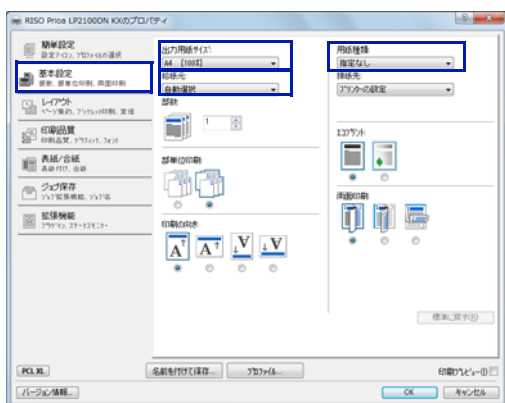 RISO Prioa LP2100DN KXのプロパティ
簡単設定
設定アイコン、プロファイルの選択
基本設定
部数、部単位印刷、両面印刷
レイアウト
ページ集約、ブックレット印刷、変倍
印刷品質
印刷品質、グラフィック、フォント
表紙/合紙
表紙付け、合紙
ジョブ保存
ジョブ拡張機能、ジョブ名
拡張機能
プラグイン、ステータスモニター
出力用紙サイズ:
A4 [100%]
給紙元:
自動選択
部数:
1
部単位印刷
印刷の向き:
用紙種類:
指定なし
排紙先:
プリンターの設定
エコプリント:
両面印刷:
標準に戻す(R)
PCL XL
名前を付けて保存...
プロファイル...
印刷プレビュー(I)
バージョン情報...
OK
キャンセル